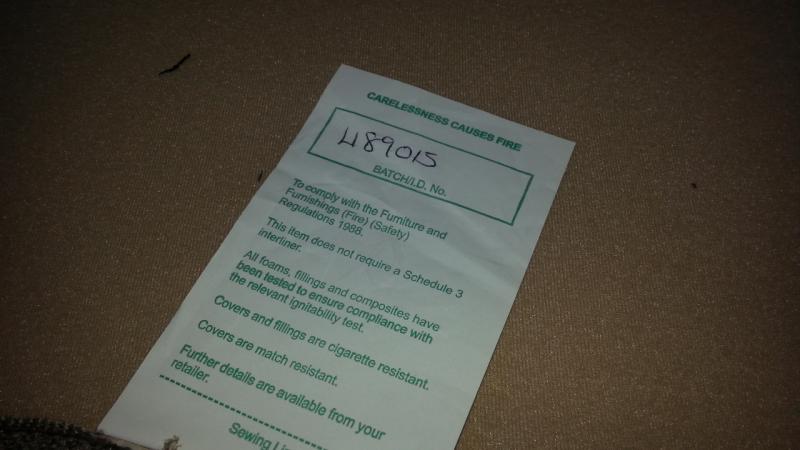 CARELESSNESS CAUSES FIRE
489015
BATCH/I.D. No.
To comply with the Furniture and
Furnishings (Fire) (Safety)
Regulations 1988.
This item does not require a Schedule 3
interliner.
All foams, fillings and composites have
been tested to ensure compliance with
the relevant ignitability test.
Covers and fillings are cigarette resistant.
Covers are match resistant.
Further details are available from your
retailer.
Sewing